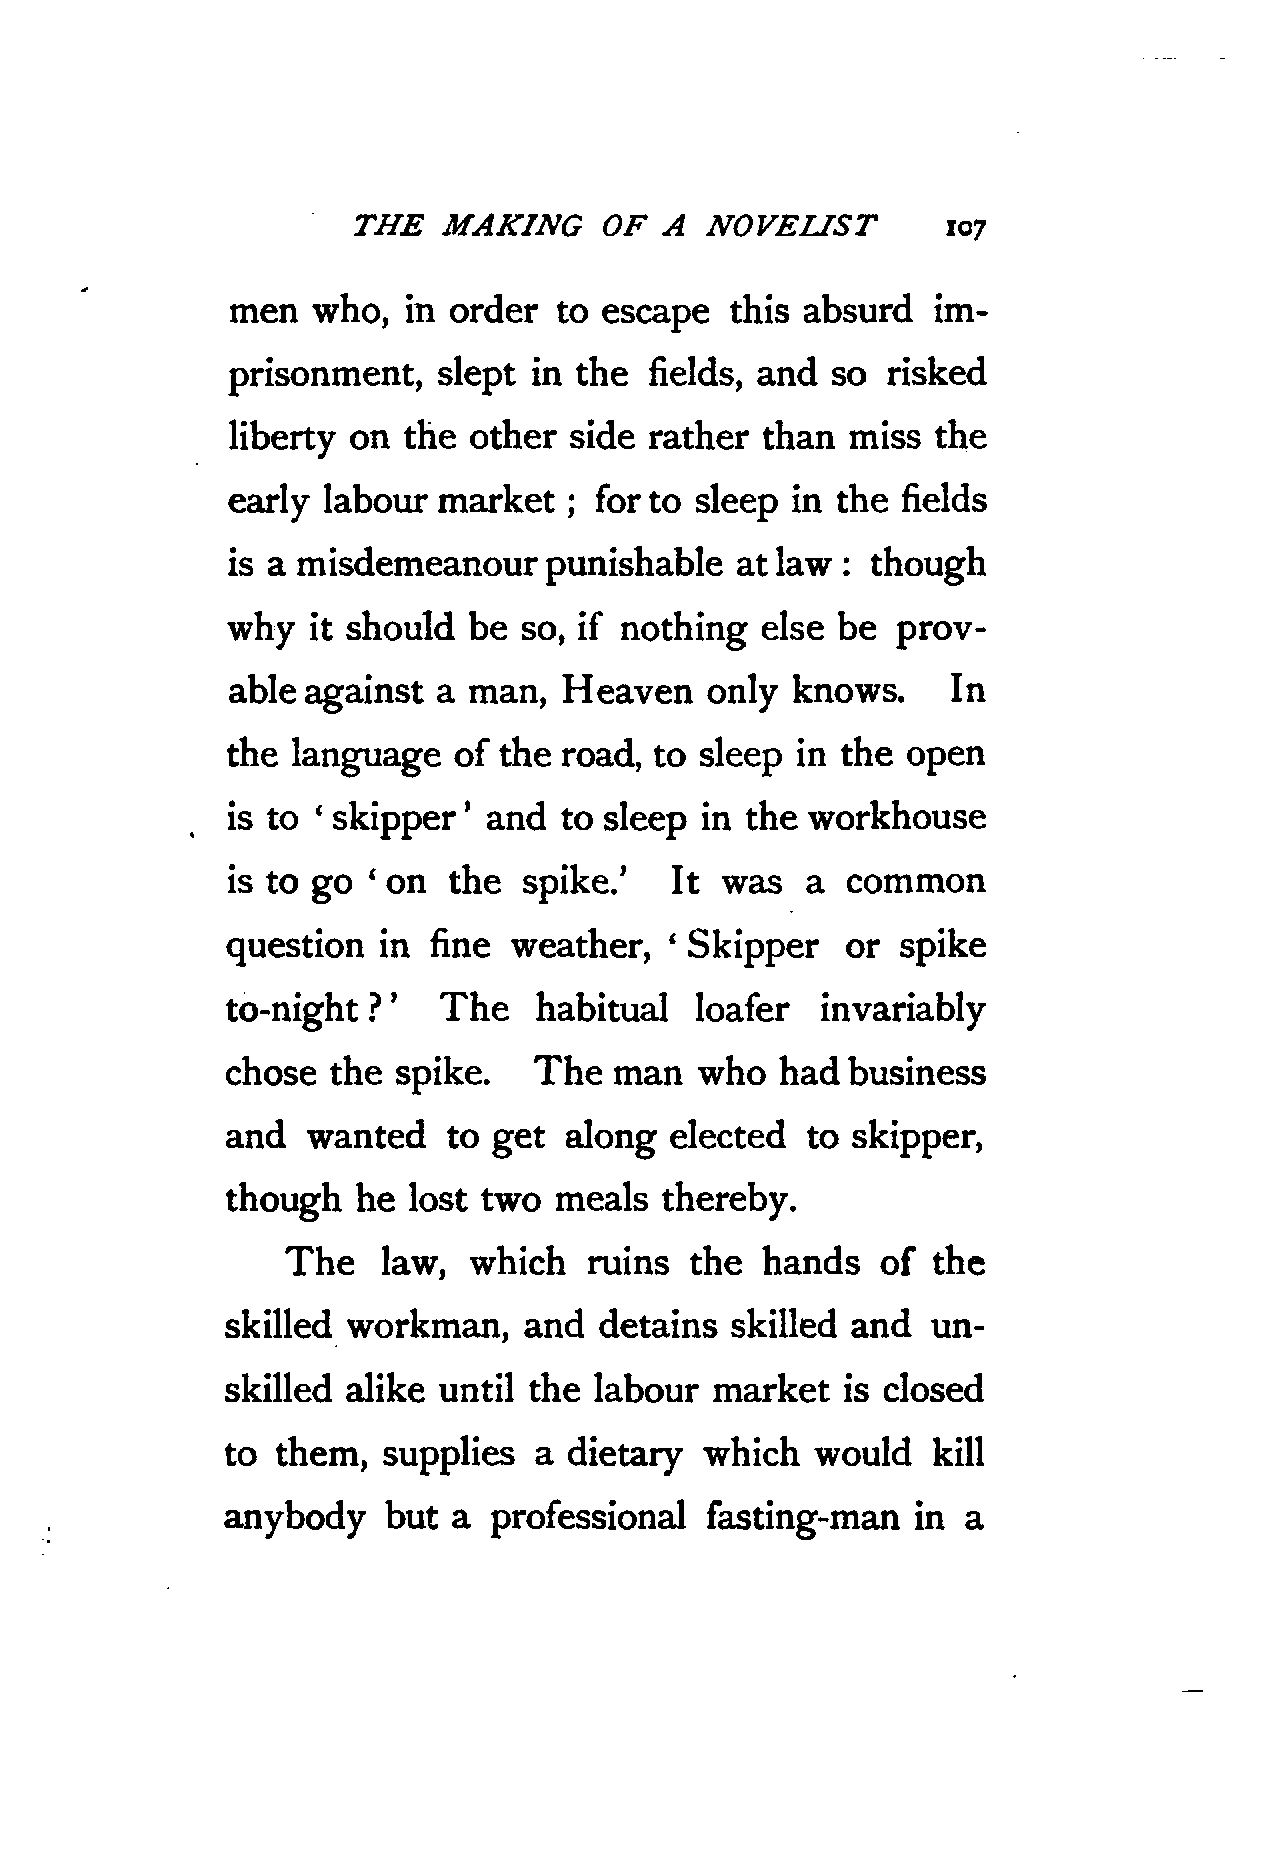 THE MAKING OF A NOVELIST 107
men who, in order to escape this absurd im-
prisonment, slept in the fields, and so risked
liberty on the other side rather than miss the
early labour market ; for to sleep in the fields
is a misdemeanour punishable at law : though
why it should be so, if nothing else be prov-
able against a man, Heaven only knows. In
the language of the road, to sleep in the open
is to ‘ skipper ’ and to sleep in the workhouse
is to go ‘ on the spike.’ It was a common
question in fine weather, ‘ Skipper or spike
to-night ? ’ The habitual loafer invariably
chose the spike. The man who had business
and wanted to get along elected to skipper,
though he lost two meals thereby.
The law, which ruins the hands of the
skilled workman, and detains skilled and un-
skilled alike until the labour market is closed
to them, supplies a dietary which would kill
anybody but a professional fasting-man in a